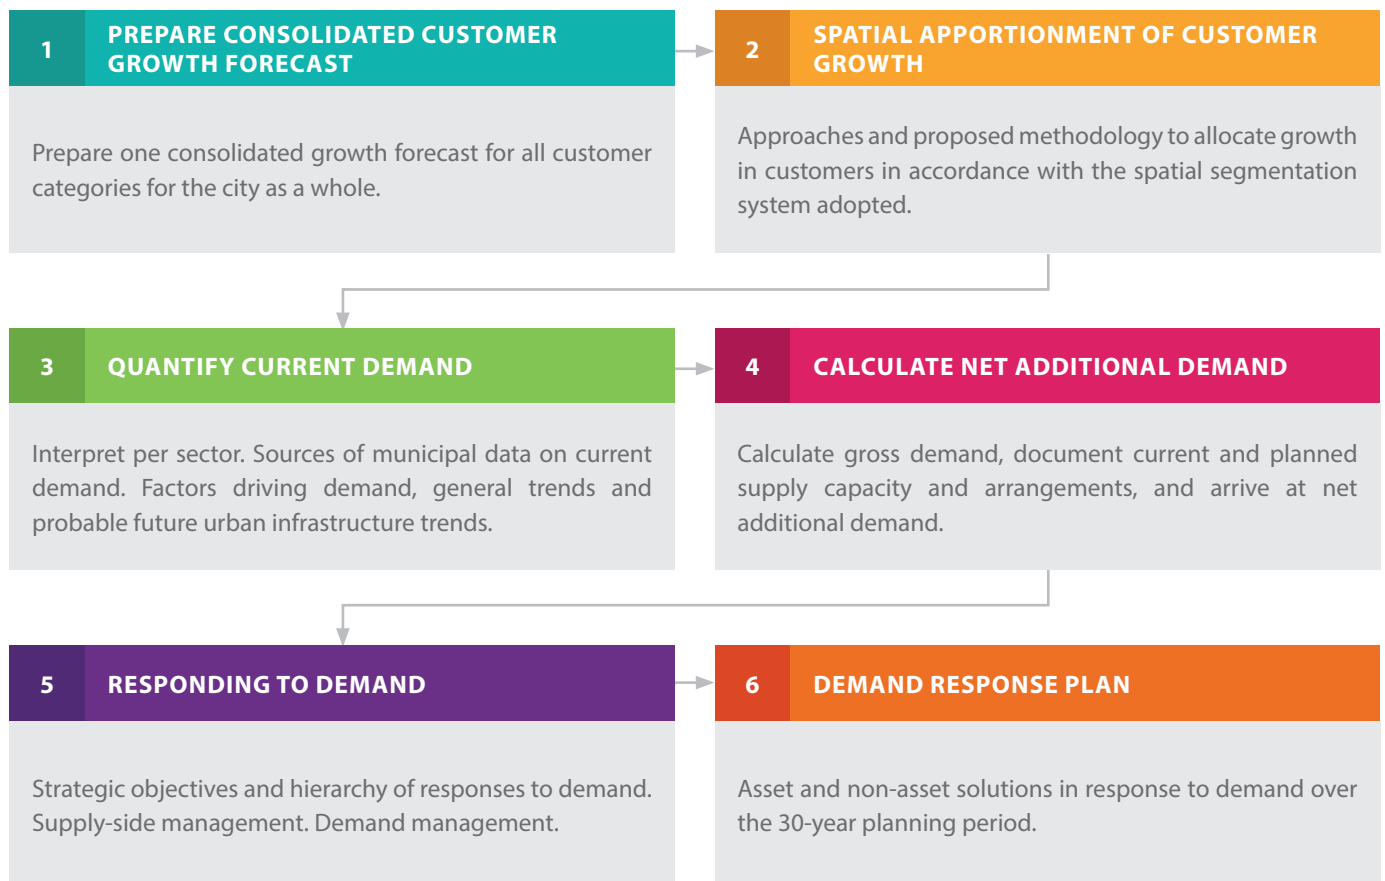 1
PREPARE CONSOLIDATED CUSTOMER
GROWTH FORECAST
Prepare one consolidated growth forecast for all customer
categories for the city as a whole.
2
SPATIAL APPORTIONMENT OF CUSTOMER
GROWTH
Approaches and proposed methodology to allocate growth
in customers in accordance with the spatial segmentation
system adopted.
3
QUANTIFY CURRENT DEMAND
Interpret per sector. Sources of municipal data on current
demand. Factors driving demand, general trends and
probable future urban infrastructure trends.
4
CALCULATE NET ADDITIONAL DEMAND
Calculate gross demand, document current and planned
supply capacity and arrangements, and arrive at net
additional demand.
5
RESPONDING TO DEMAND
Strategic objectives and hierarchy of responses to demand.
Supply-side management. Demand management.
6
DEMAND RESPONSE PLAN
Asset and non-asset solutions in response to demand over
the 30-year planning period.